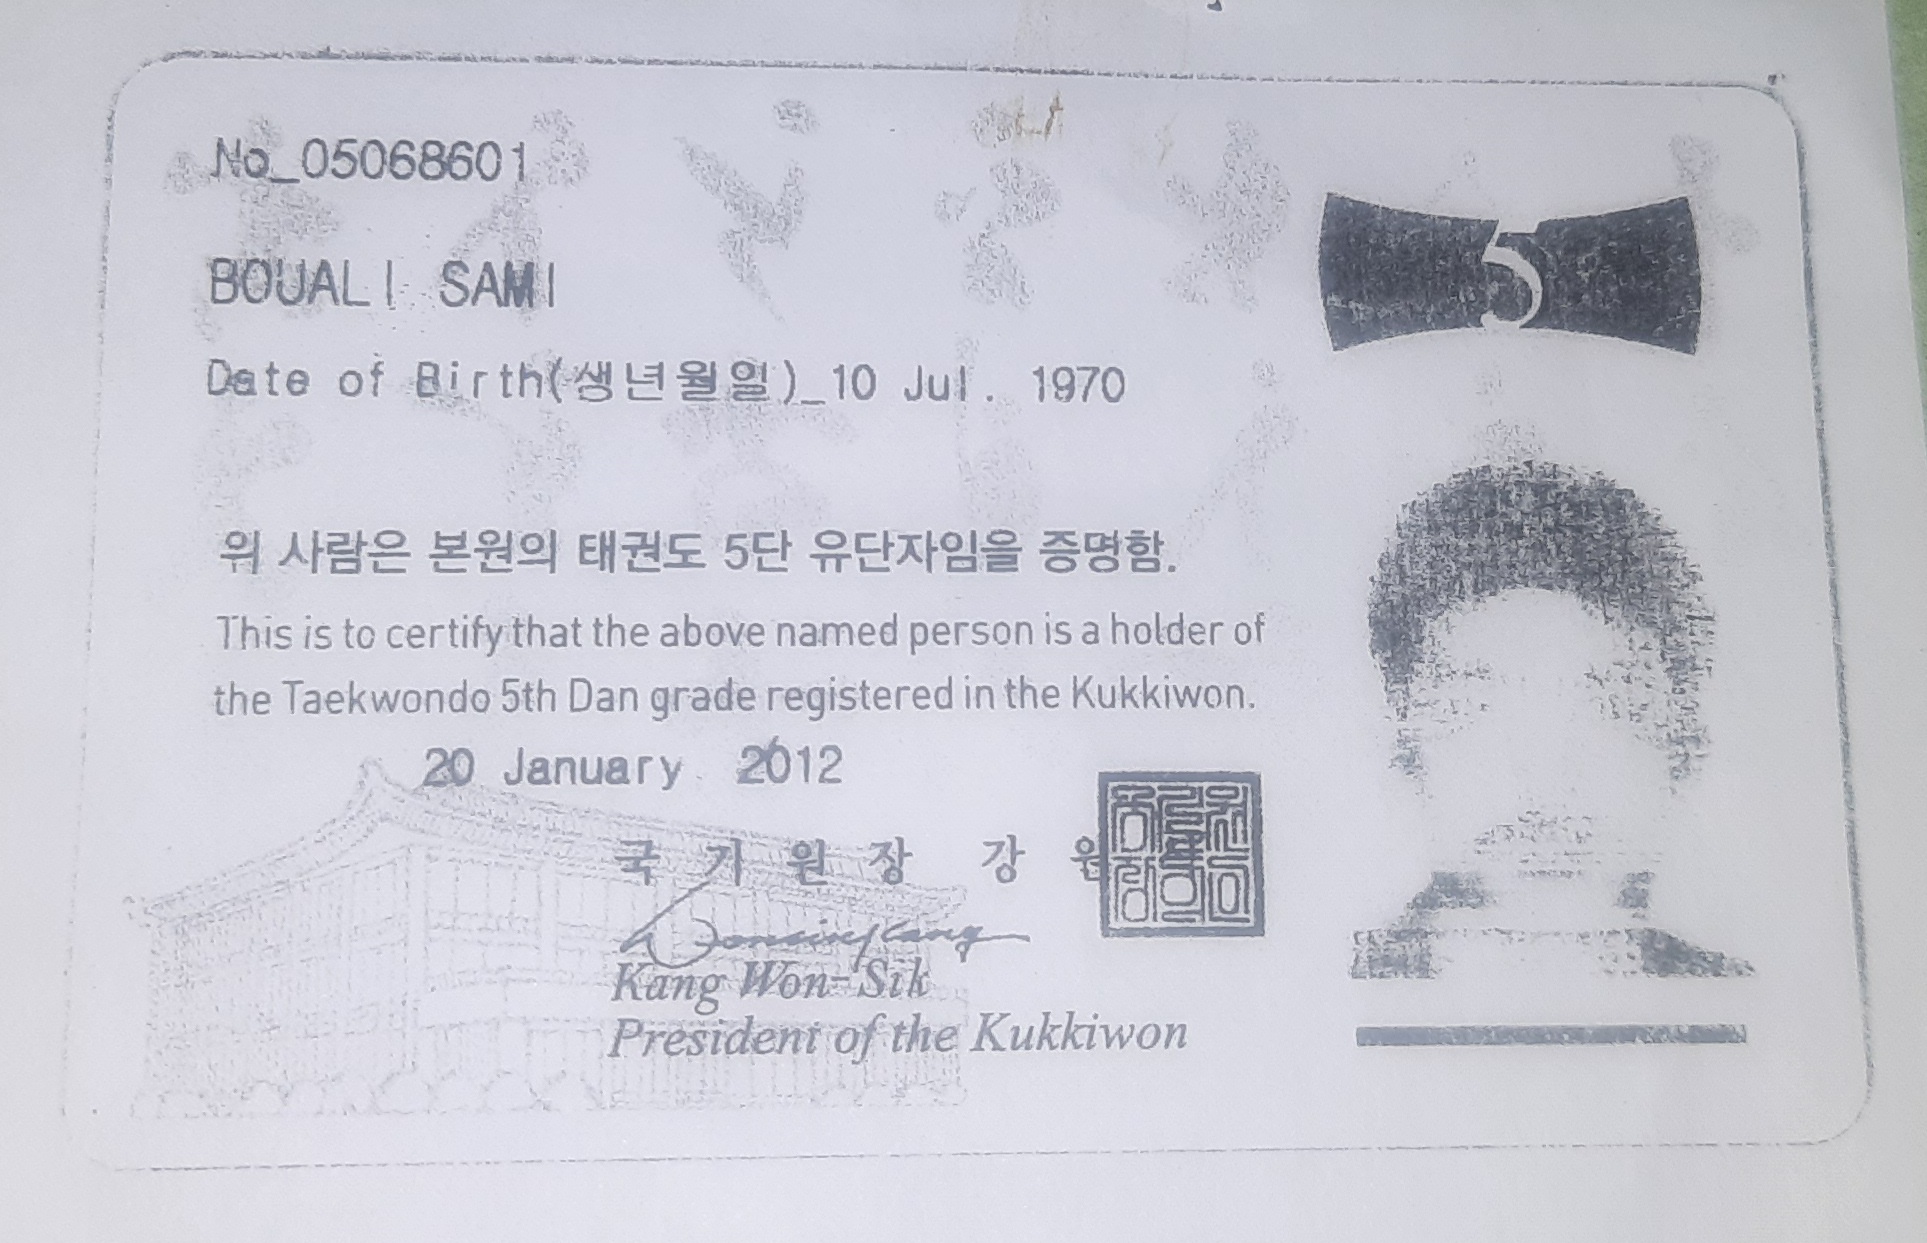 No_05068601
5
BOUALI SAMI
Date of Birth(생년월일)_10 Jul. 1970
위 사람은 본원의 태권도 5단 유단자임을 증명함.
This is to certify that the above named person is a holder of
the Taekwondo 5th Dan grade registered in the Kukkiwon.
20 January 2012
국 기 원 장 강 원
Kang Won-Sik
President of the Kukkiwon